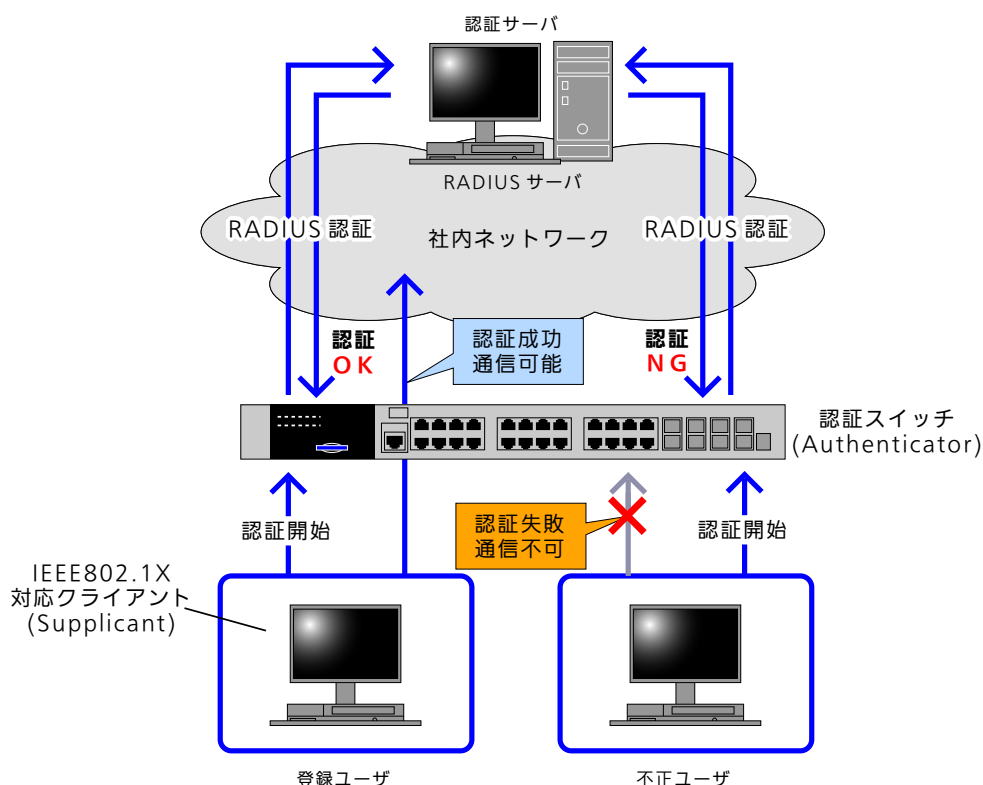 認証サーバ
RADIUS サーバ
RADIUS 認証
社内ネットワーク
RADIUS 認証
認証
OK
認証成功
通信可能
認証
NG
認証スイッチ
(Authenticator)
認証開始
認証失敗
通信不可
認証開始
IEEE802.1X
対応クライアント
(Supplicant)
登録ユーザ
不正ユーザ